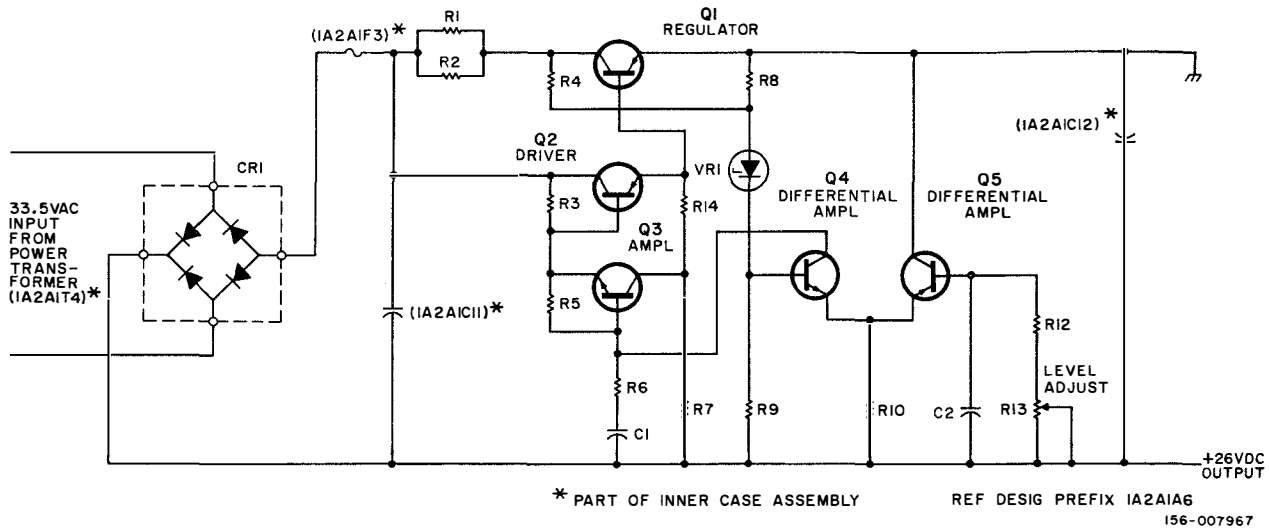 (1A2A1F3)*
R1
R2
Q1
REGULATOR
R4
R8
(1A2A1C12)*
Q2
DRIVER
CR1
VR1
Q4
DIFFERENTIAL
AMPL
Q5
DIFFERENTIAL
AMPL
33.5VAC
INPUT
FROM
POWER
TRANS-
FORMER
(1A2A1T4)*
R3
R14
Q3
AMPL
R5
(1A2A1C11)*
R12
LEVEL
ADJUST
R6
R7
R9
R10
C2
R13
C1
+26VDC
OUTPUT
* PART OF INNER CASE ASSEMBLY
REF DESIG PREFIX 1A2A1A6
156-007967